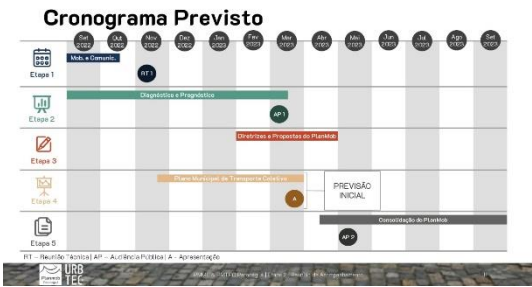 Cronograma Previsto
Set 2022
Out 2022
Nov 2022
Dez 2022
Jan 2023
Fev 2023
Mar 2023
Abr 2023
Mai 2023
Jun 2023
Jul 2023
Ago 2023
Set 2023
Mob. e Comunic.
Etapa 1
RT 1
Diagnóstico e Prognóstico
Etapa 2
AP 1
Diretrizes e Propostas do PlanMob
Etapa 3
Plano Municipal de Transporte Coletivo
Etapa 4
A
PREVISÃO INICIAL
Consolidação do PlanMob
Etapa 5
AP 2
RT – Reunião Técnica | AP – Audiência Pública | A - Apresentação
URB
TEC